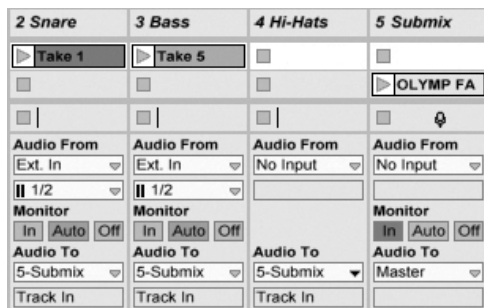 2 Snare 3 Bass 4 Hi-Hats 5 Submix
Take 1 Take 5
OLYMP FA
Audio From Audio From Audio From Audio From
Ext. In Ext. In No Input No Input
1/2 1/2
Monitor Monitor Monitor
In Auto Off In Auto Off In Auto Off
Audio To Audio To Audio To Audio To
5-Submix 5-Submix 5-Submix Master
Track In Track In Track In